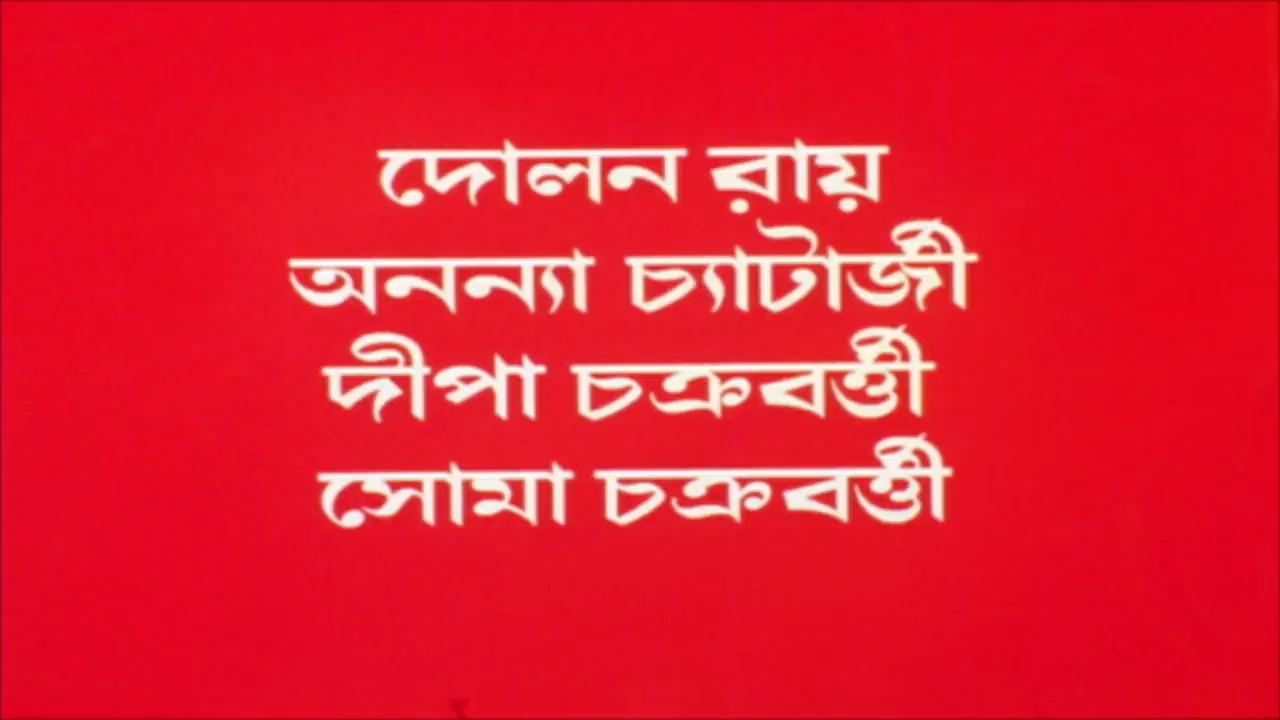 দোলন রায়
অনন্যা চ্যাটার্জী
দীপা চক্রবর্ত্তী
সোমা চক্রবর্ত্তী